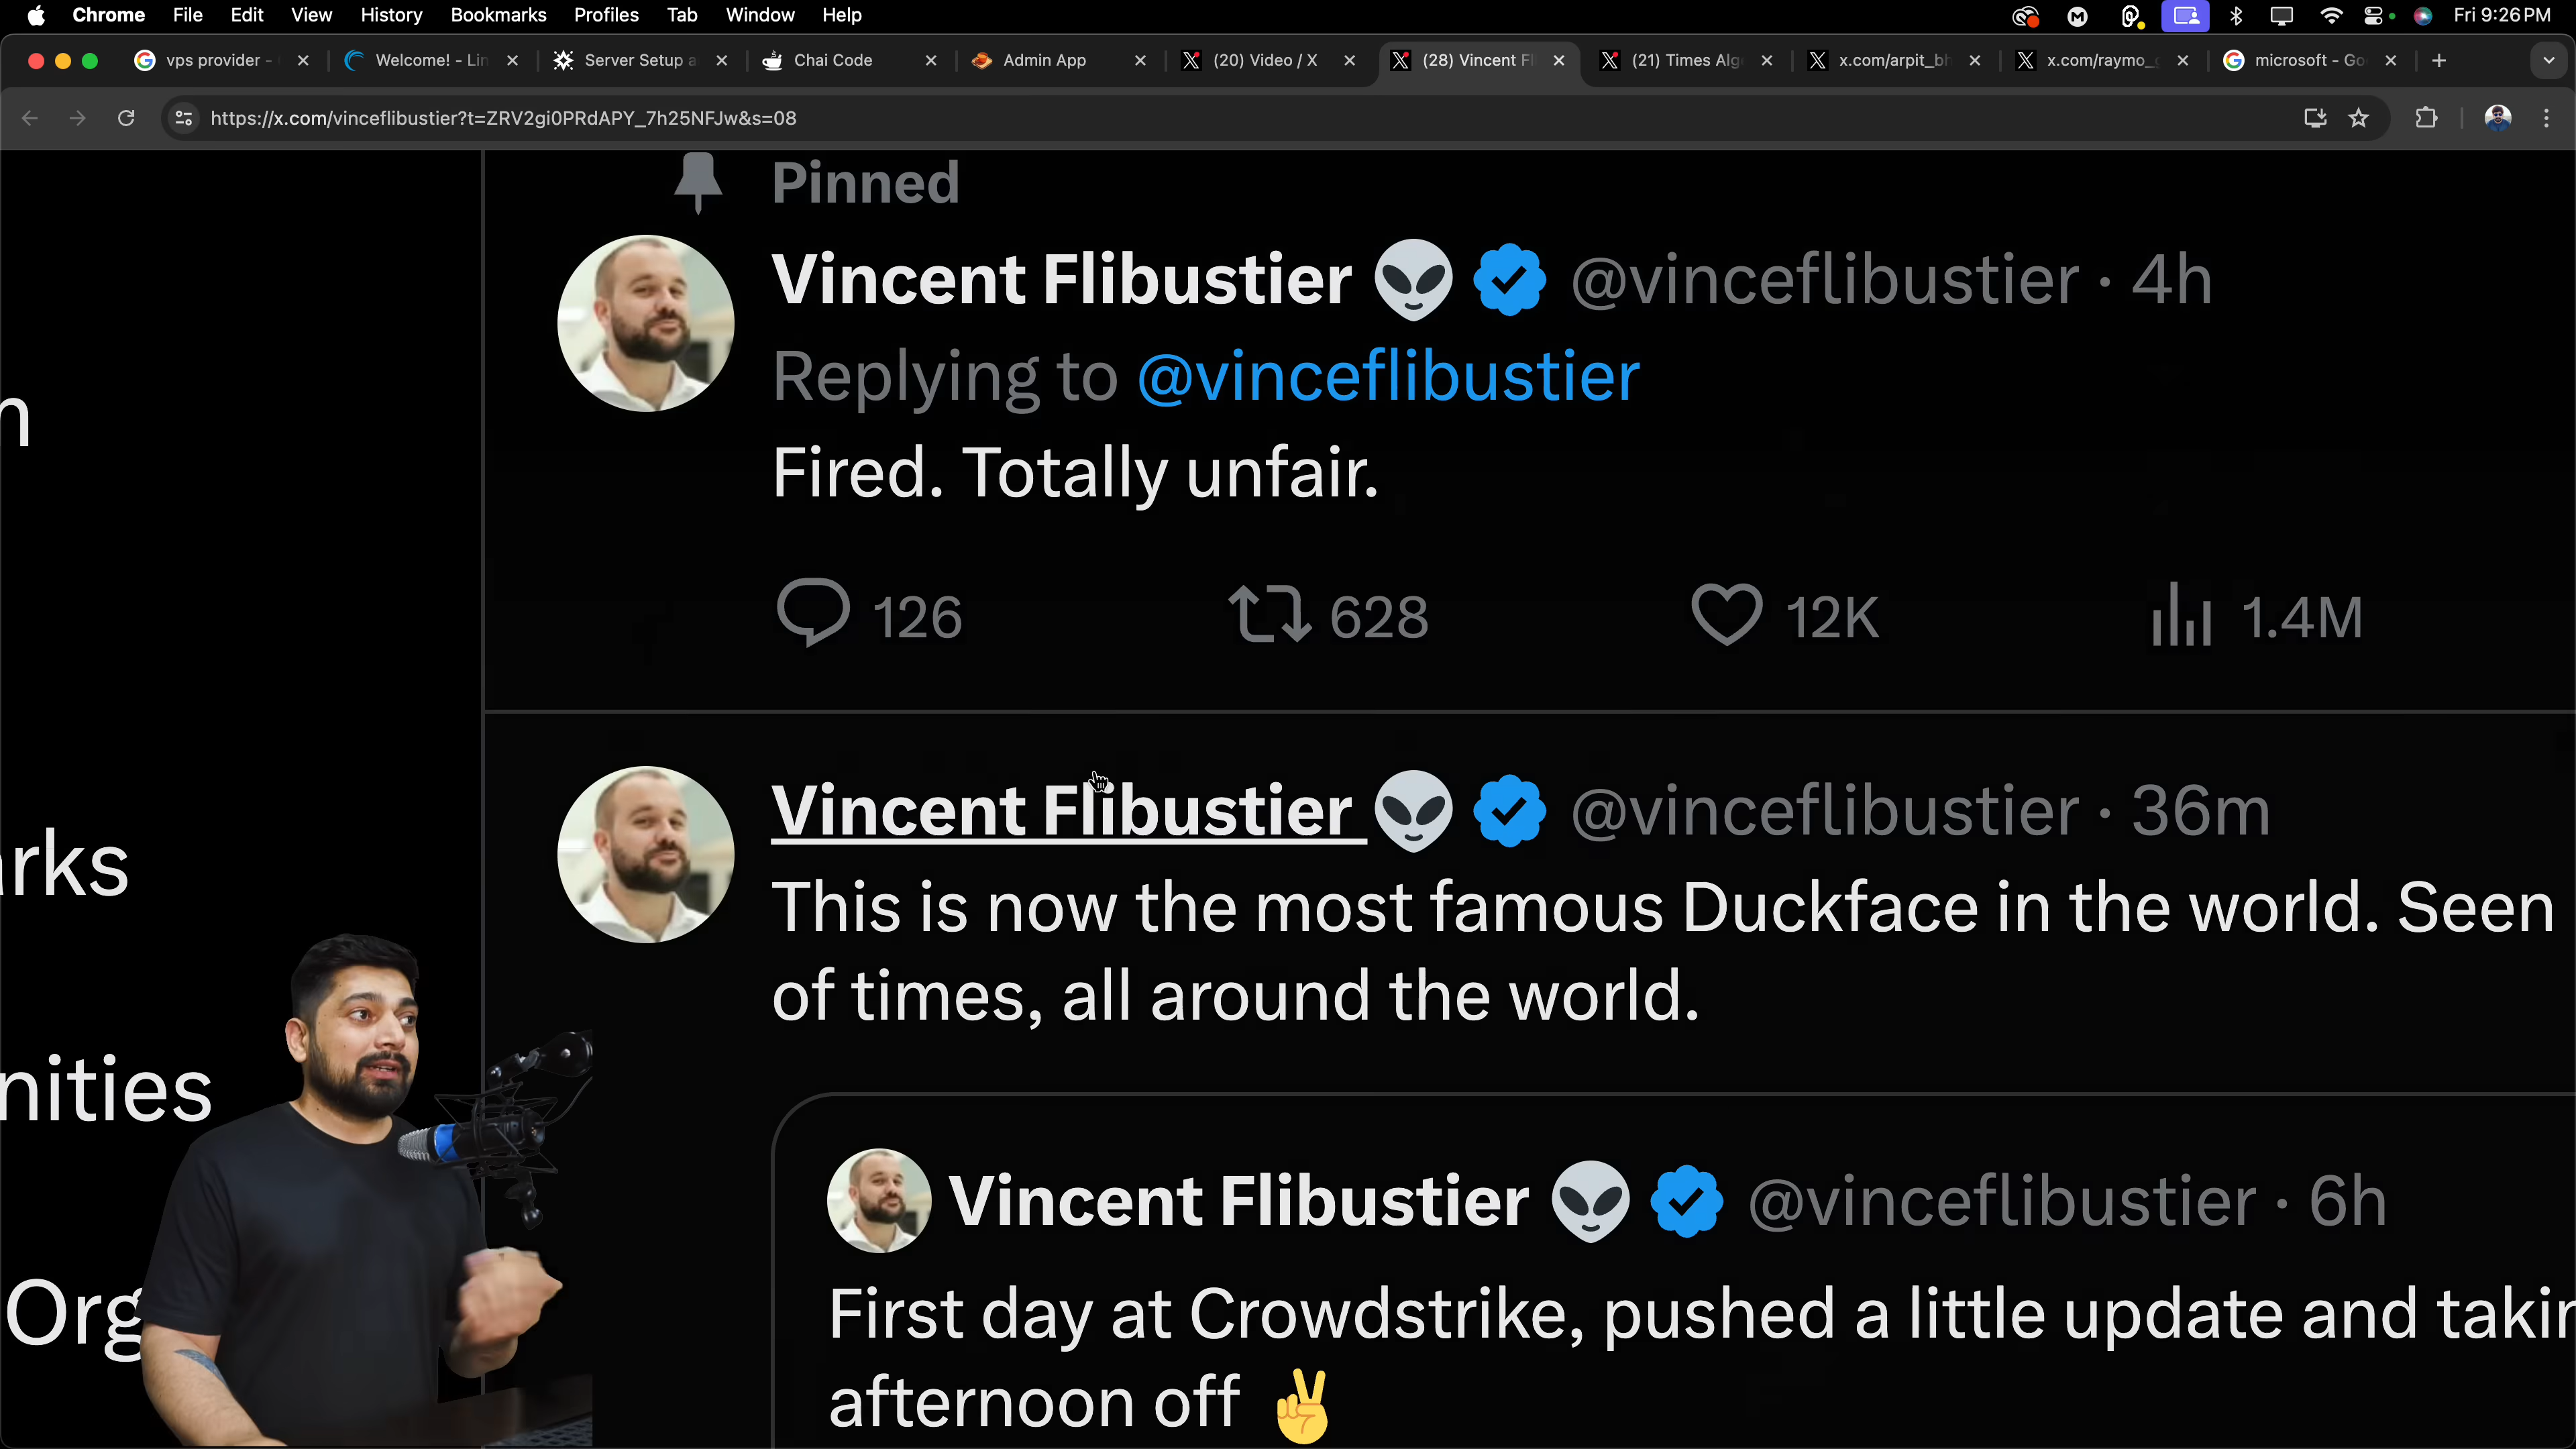 Chrome File Edit View History Bookmarks Profiles Tab Window Help Fri 9:26 PM
vps provider - Welcome! - Lin Server Setup a Chai Code Admin App (20) Video / X (28) Vincent Fl (21) Times Alg x.com/arpit_bh x.com/raymo_ microsoft - Go
https://x.com/vinceflibustier?t=ZRV2gi0PRdAPY_7h25NFJw&s=08
Pinned
Vincent Flibustier 👽 @vinceflibustier · 4h
Replying to @vinceflibustier
Fired. Totally unfair.
126 628 12K 1.4M
Vincent Flibustier 👽 @vinceflibustier · 36m
This is now the most famous Duckface in the world. Seen
of times, all around the world.
Vincent Flibustier 👽 @vinceflibustier · 6h
First day at Crowdstrike, pushed a little update and takin
afternoon off ✌
n
arks
nities
Org